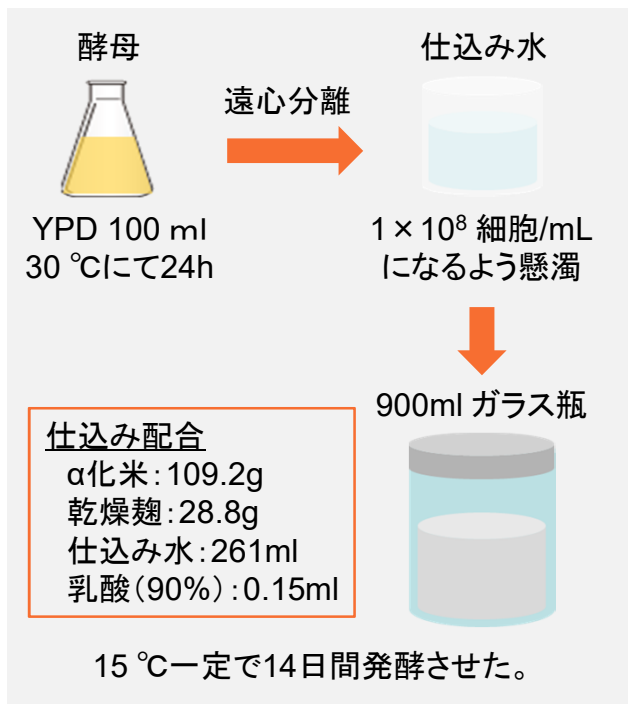 酵母
遠心分離
仕込み水
YPD 100 ml
30 ℃にて24h
1×10⁸ 細胞/mL
になるよう懸濁
900ml ガラス瓶
仕込み配合
α化米：109.2g
乾燥麹：28.8g
仕込み水：261ml
乳酸（90%）：0.15ml
15 ℃一定で14日間発酵させた。